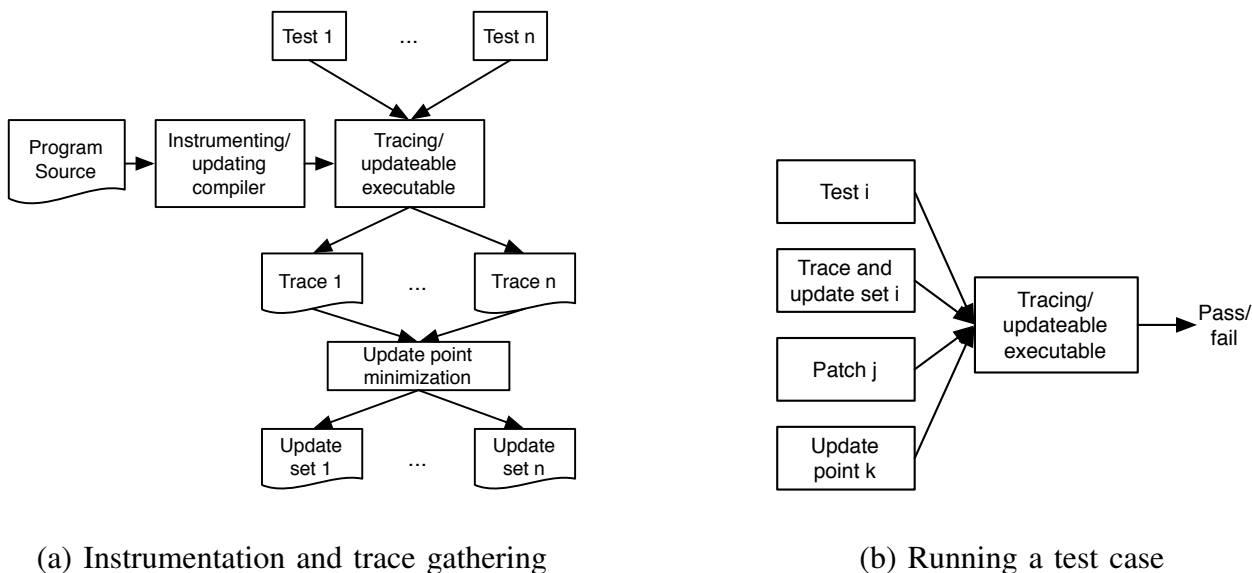 Test 1
...
Test n
Program
Source
Instrumenting/
updating
compiler
Tracing/
updateable
executable
Trace 1
...
Trace n
Update point
minimization
Update
set 1
...
Update
set n
(a) Instrumentation and trace gathering
Test i
Trace and
update set i
Patch j
Update
point k
Tracing/
updateable
executable
Pass/
fail
(b) Running a test case